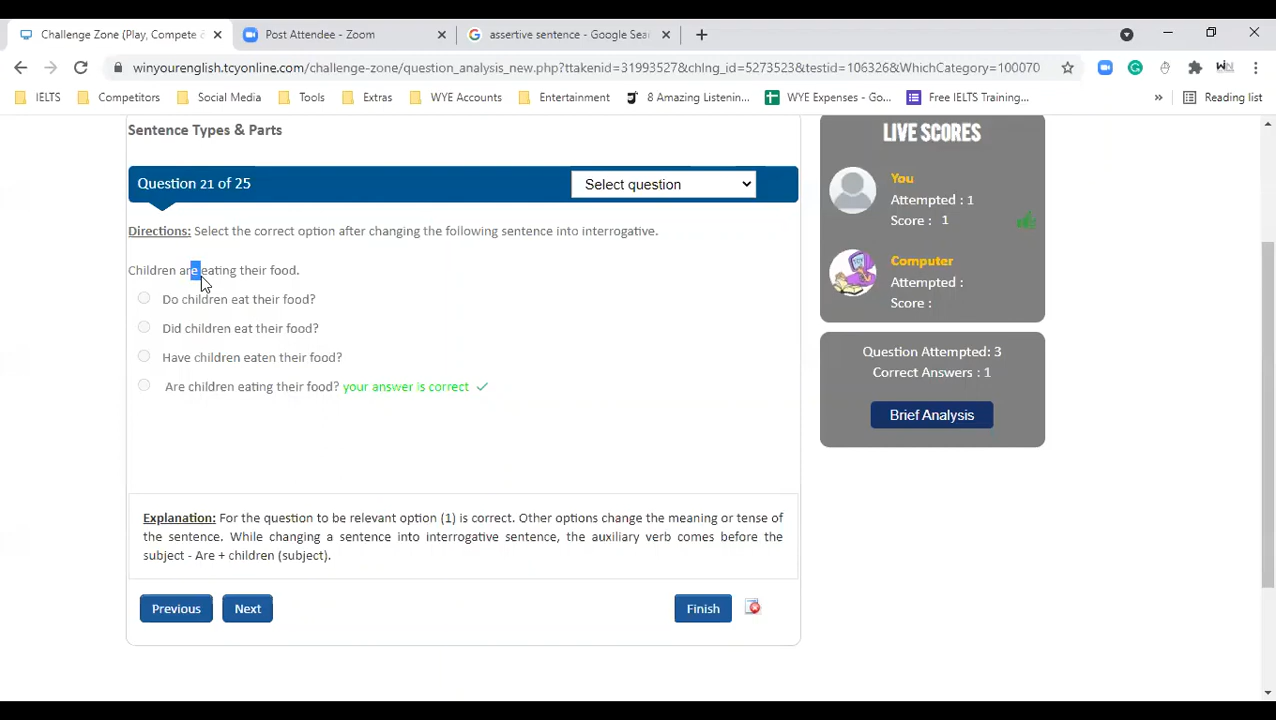 Challenge Zone (Play, Compete &
Post Attendee - Zoom
assertive sentence - Google Sea
winyourenglish.tcyonline.com/challenge-zone/question_analysis_new.php?ttakenid=31993527&chlng_id=5273523&testid=106326&WhichCategory=100070
IELTS
Competitors
Social Media
Tools
Extras
WYE Accounts
Entertainment
8 Amazing Listenin...
WYE Expenses - Go...
Free IELTS Training...
»
Reading list
Sentence Types & Parts
Question 21 of 25
Select question
Directions: Select the correct option after changing the following sentence into interrogative.
Children are eating their food.
Do children eat their food?
Did children eat their food?
Have children eaten their food?
Are children eating their food? your answer is correct
Explanation: For the question to be relevant option (1) is correct. Other options change the meaning or tense of
the sentence. While changing a sentence into interrogative sentence, the auxiliary verb comes before the
subject - Are + children (subject).
Previous
Next
Finish
LIVE SCORES
You
Attempted : 1
Score : 1
Computer
Attempted :
Score :
Question Attempted: 3
Correct Answers : 1
Brief Analysis